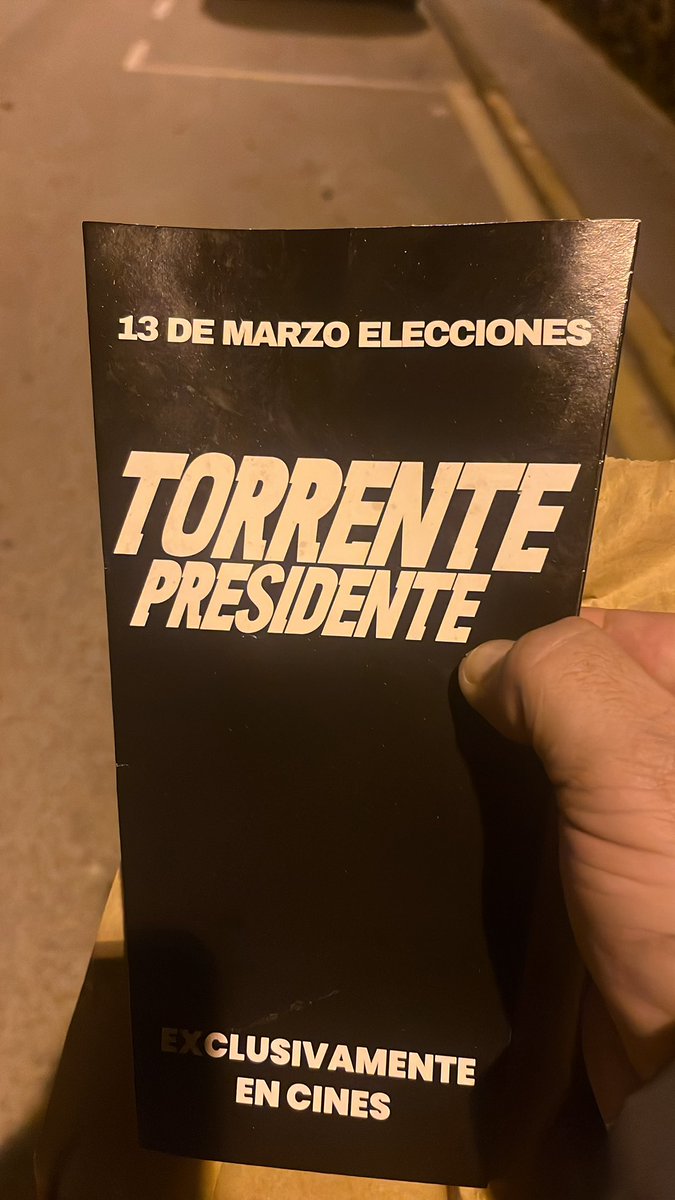 13 DE MARZO ELECCIONES
TORRENTE
PRESIDENTE
EXCLUSIVAMENTE
EN CINES